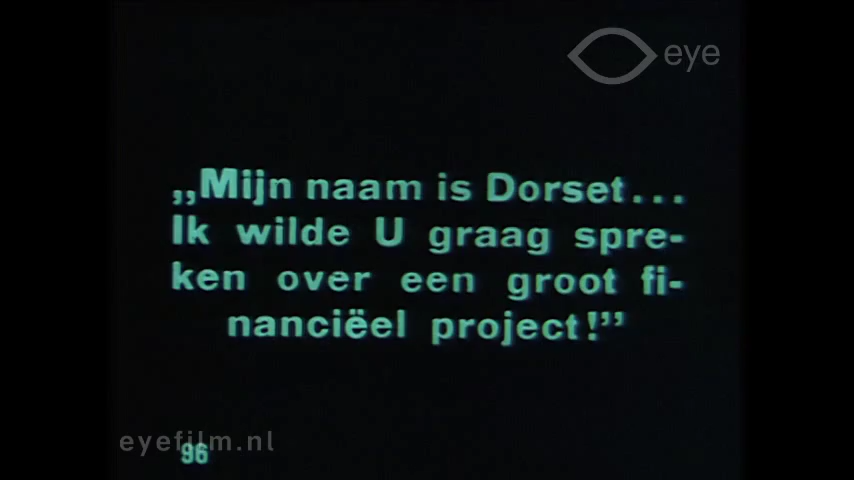 eye
„Mijn naam is Dorset...
Ik wilde U graag spre-
ken over een groot fi-
nanciëel project!”
eyefilm.nl
96